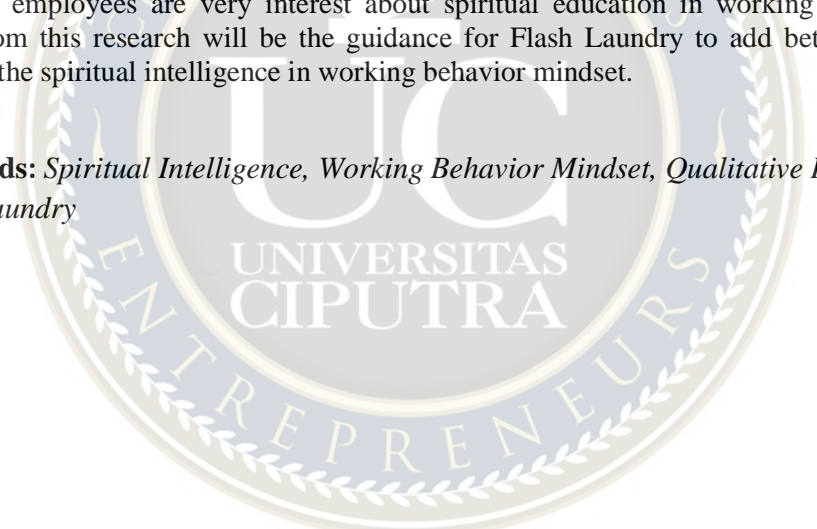 employees are very interest about spiritual education in working
om this research will be the guidance for Flash Laundry to add bet
the spiritual intelligence in working behavior mindset.
ds: Spiritual Intelligence, Working Behavior Mindset, Qualitative
aundry
UC
UNIVERSITAS
CIPUTRA
ENTREPRENEURS